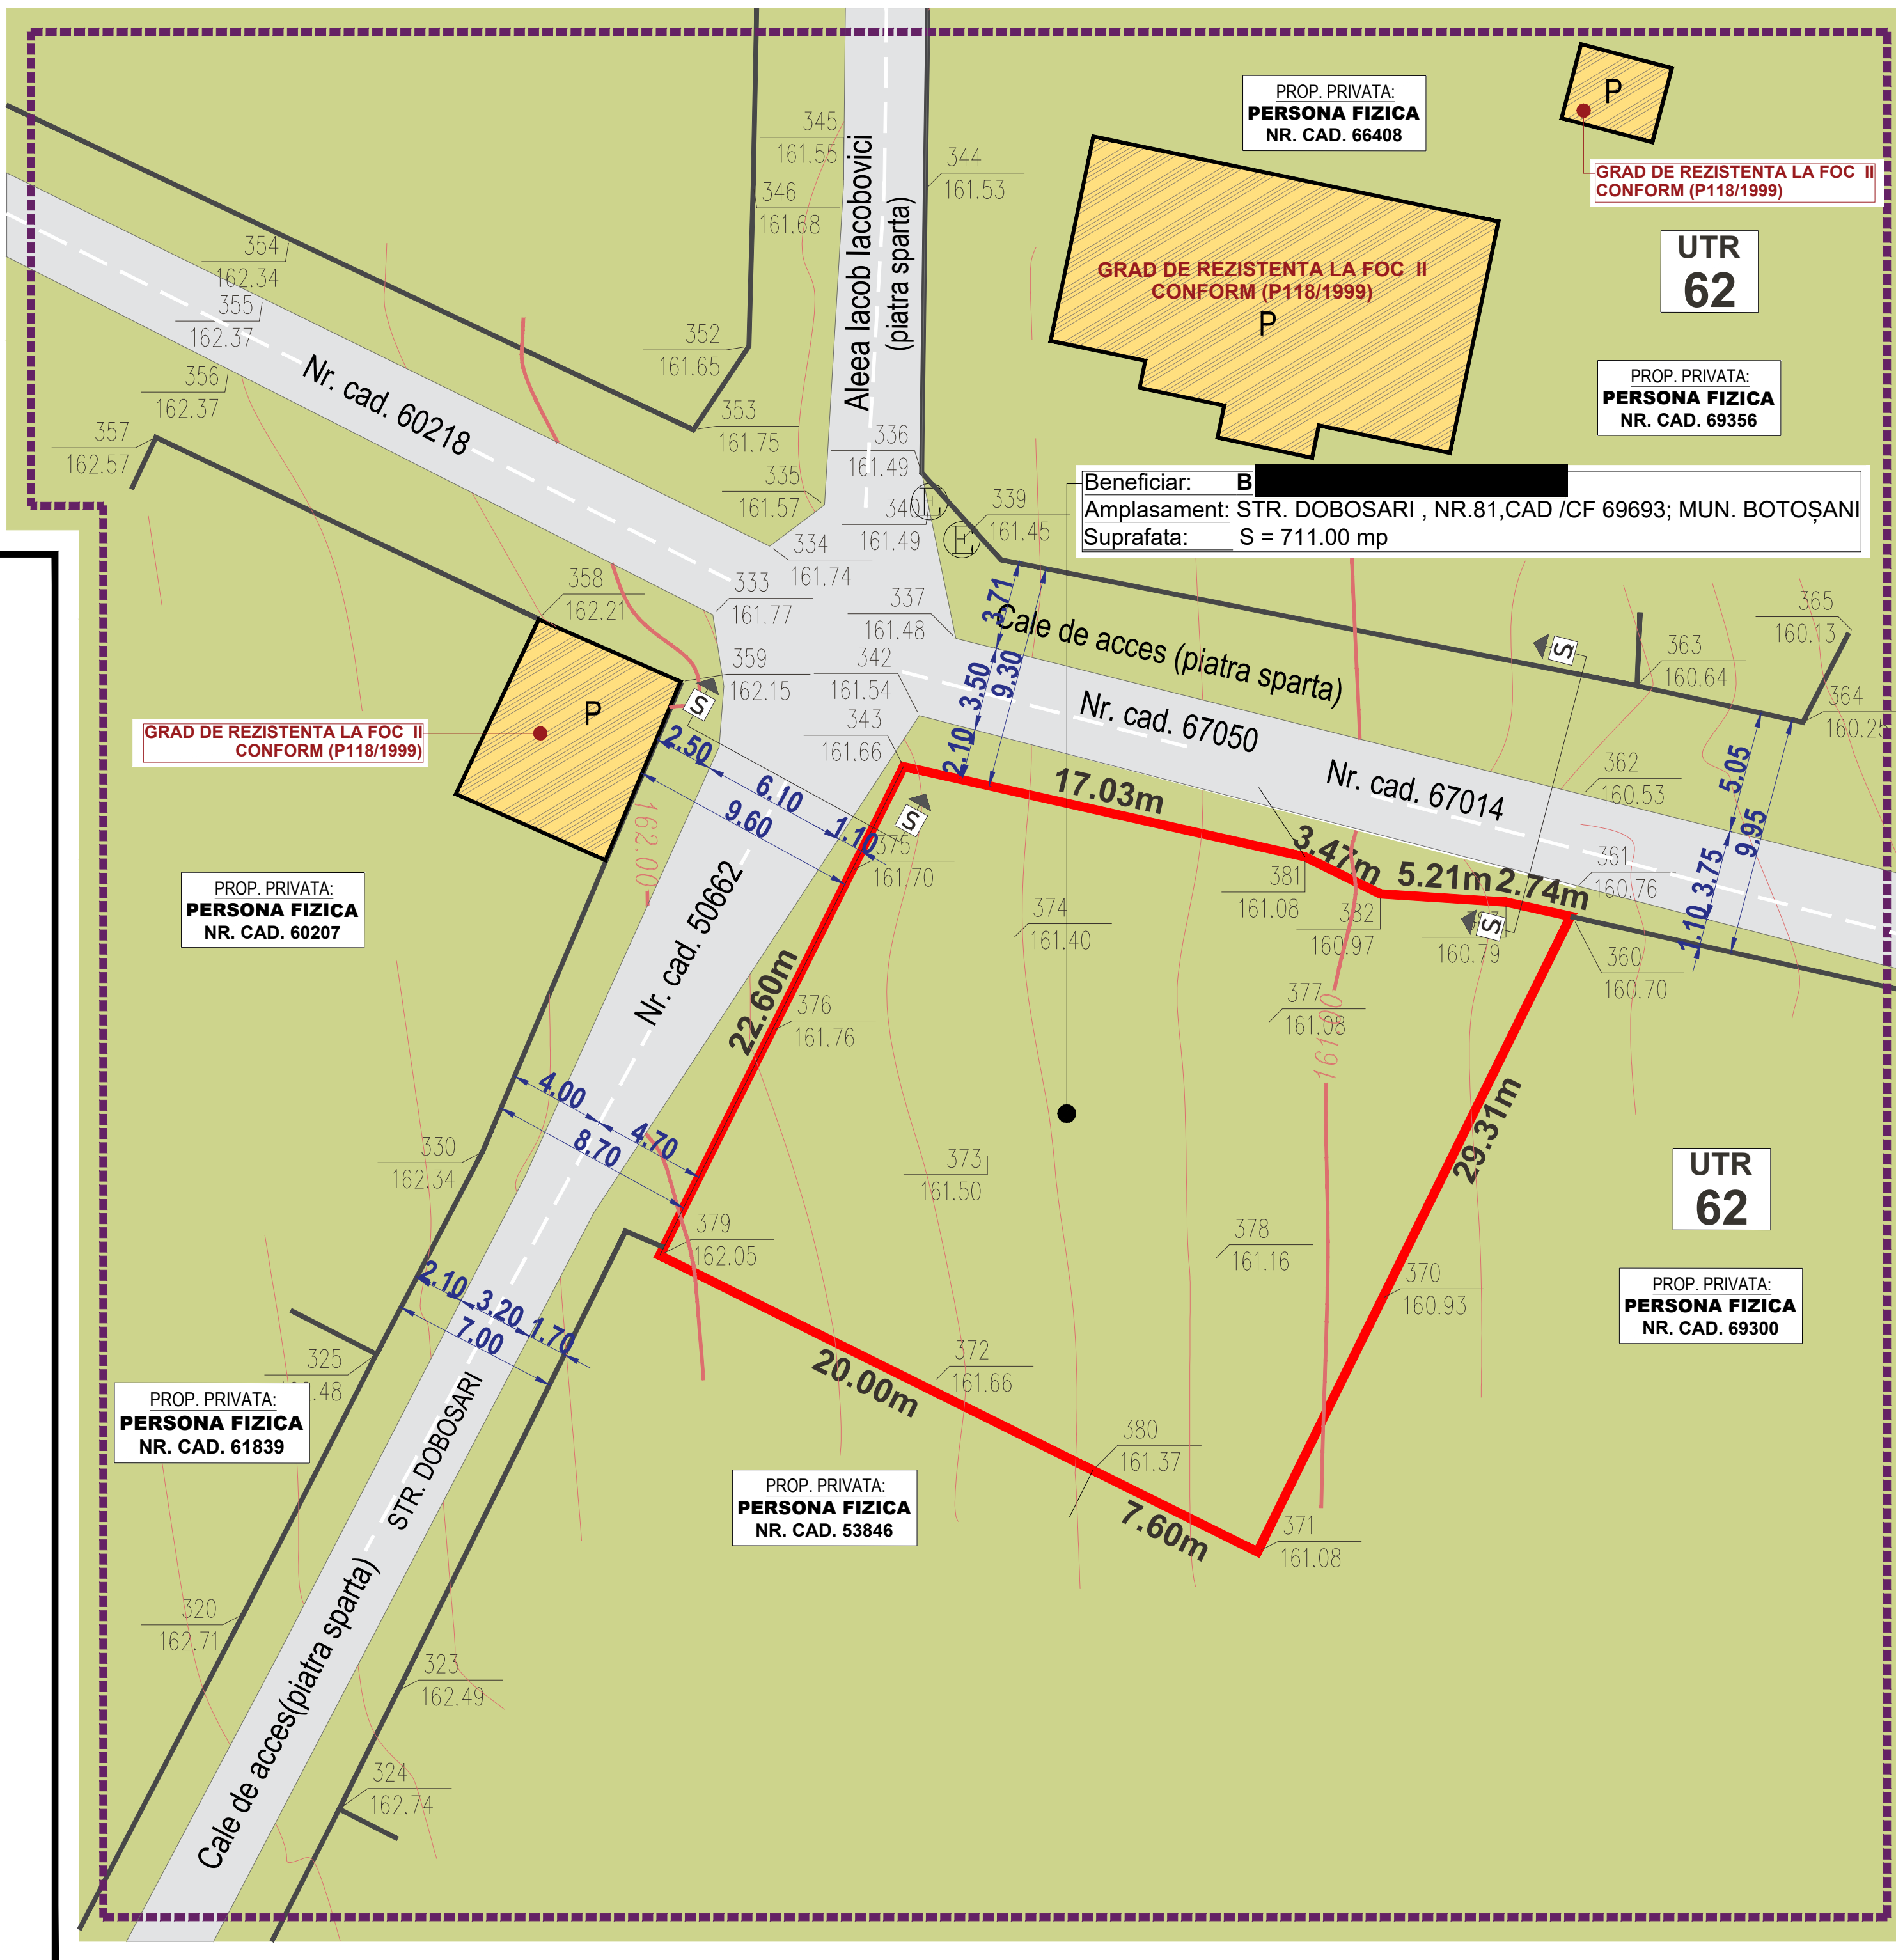 PROP. PRIVATA:
PERSONA FIZICA
NR. CAD. 66408
P
GRAD DE REZISTENTA LA FOC II
CONFORM (P118/1999)
UTR
62
345
161.55
346
161.68
344
161.53
Aleea Iacob Iacobovici
(piatra sparta)
GRAD DE REZISTENTA LA FOC II
CONFORM (P118/1999)
P
354
162.34
355
162.37
356
162.37
357
162.57
Nr. cad. 60218
352
161.65
353
161.75
PROP. PRIVATA:
PERSONA FIZICA
NR. CAD. 69356
336
161.49
335
161.57
340
161.49
E
E
339
161.45
Beneficiar: B
Amplasament: STR. DOBOSARI , NR.81,CAD /CF 69693; MUN. BOTOȘANI
Suprafata: S = 711.00 mp
334
161.74
333
161.77
358
162.21
337
161.48
3.71
3.50
9.30
2.10
Cale de acces (piatra sparta)
Nr. cad. 67050
Nr. cad. 67014
365
160.13
363
160.64
364
160.25
S
359
162.15
342
161.54
343
161.66
S
P
GRAD DE REZISTENTA LA FOC II
CONFORM (P118/1999)
2.50
6.10
1.10
9.60
162.00
S
375
161.70
17.03m
3.47m
5.21m
2.74m
362
160.53
5.05
9.95
3.75
1.10
361
160.76
381
161.08
382
160.97
160.79
S
360
160.70
PROP. PRIVATA:
PERSONA FIZICA
NR. CAD. 60207
Nr. cad. 50662
22.60m
374
161.40
376
161.76
377
161.08
161.00
4.00
4.70
8.70
330
162.34
373
161.50
29.31m
UTR
62
379
162.05
378
161.16
370
160.93
PROP. PRIVATA:
PERSONA FIZICA
NR. CAD. 69300
2.10
3.20
1.70
7.00
325
.48
PROP. PRIVATA:
PERSONA FIZICA
NR. CAD. 61839
STR. DOBOSARI
20.00m
372
161.66
380
161.37
7.60m
371
161.08
PROP. PRIVATA:
PERSONA FIZICA
NR. CAD. 53846
320
162.71
323
162.49
324
162.74
Cale de acces(piatra sparta)